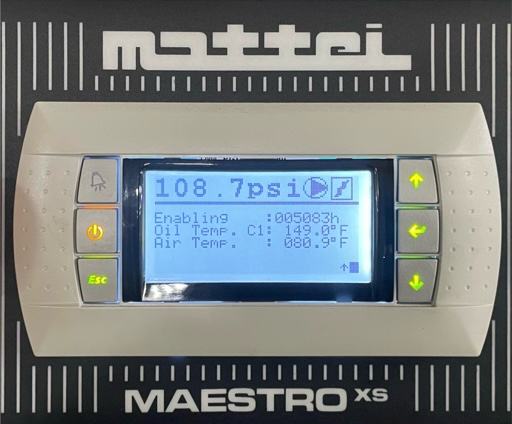 mattei
108.7psi
Enabling :005083h
Oil Temp. C1: 149.0°F
Air Temp. : 080.9°F
Esc
MAESTRO XS